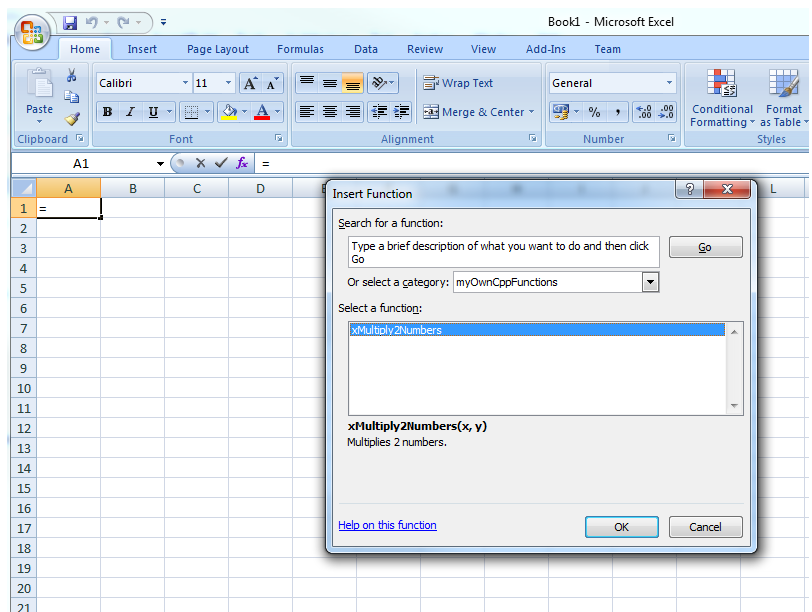 Book1 - Microsoft Excel
Home Insert Page Layout Formulas Data Review View Add-Ins Team
Paste
Calibri 11 A A
B I U A
Wrap Text
Merge & Center
General
% , .00 .00
Conditional Formatting
Format as Table
Clipboard Font Alignment Number Styles
A1 fx =
A B C D L
1 =
2
3
4
5
6
7
8
9
10
11
12
13
14
15
16
17
18
19
20
21
Insert Function ?
Search for a function:
Type a brief description of what you want to do and then click
Go
Go
Or select a category: myOwnCppFunctions
Select a function:
xMultiply2Numbers
xMultiply2Numbers(x, y)
Multiplies 2 numbers.
Help on this function OK Cancel